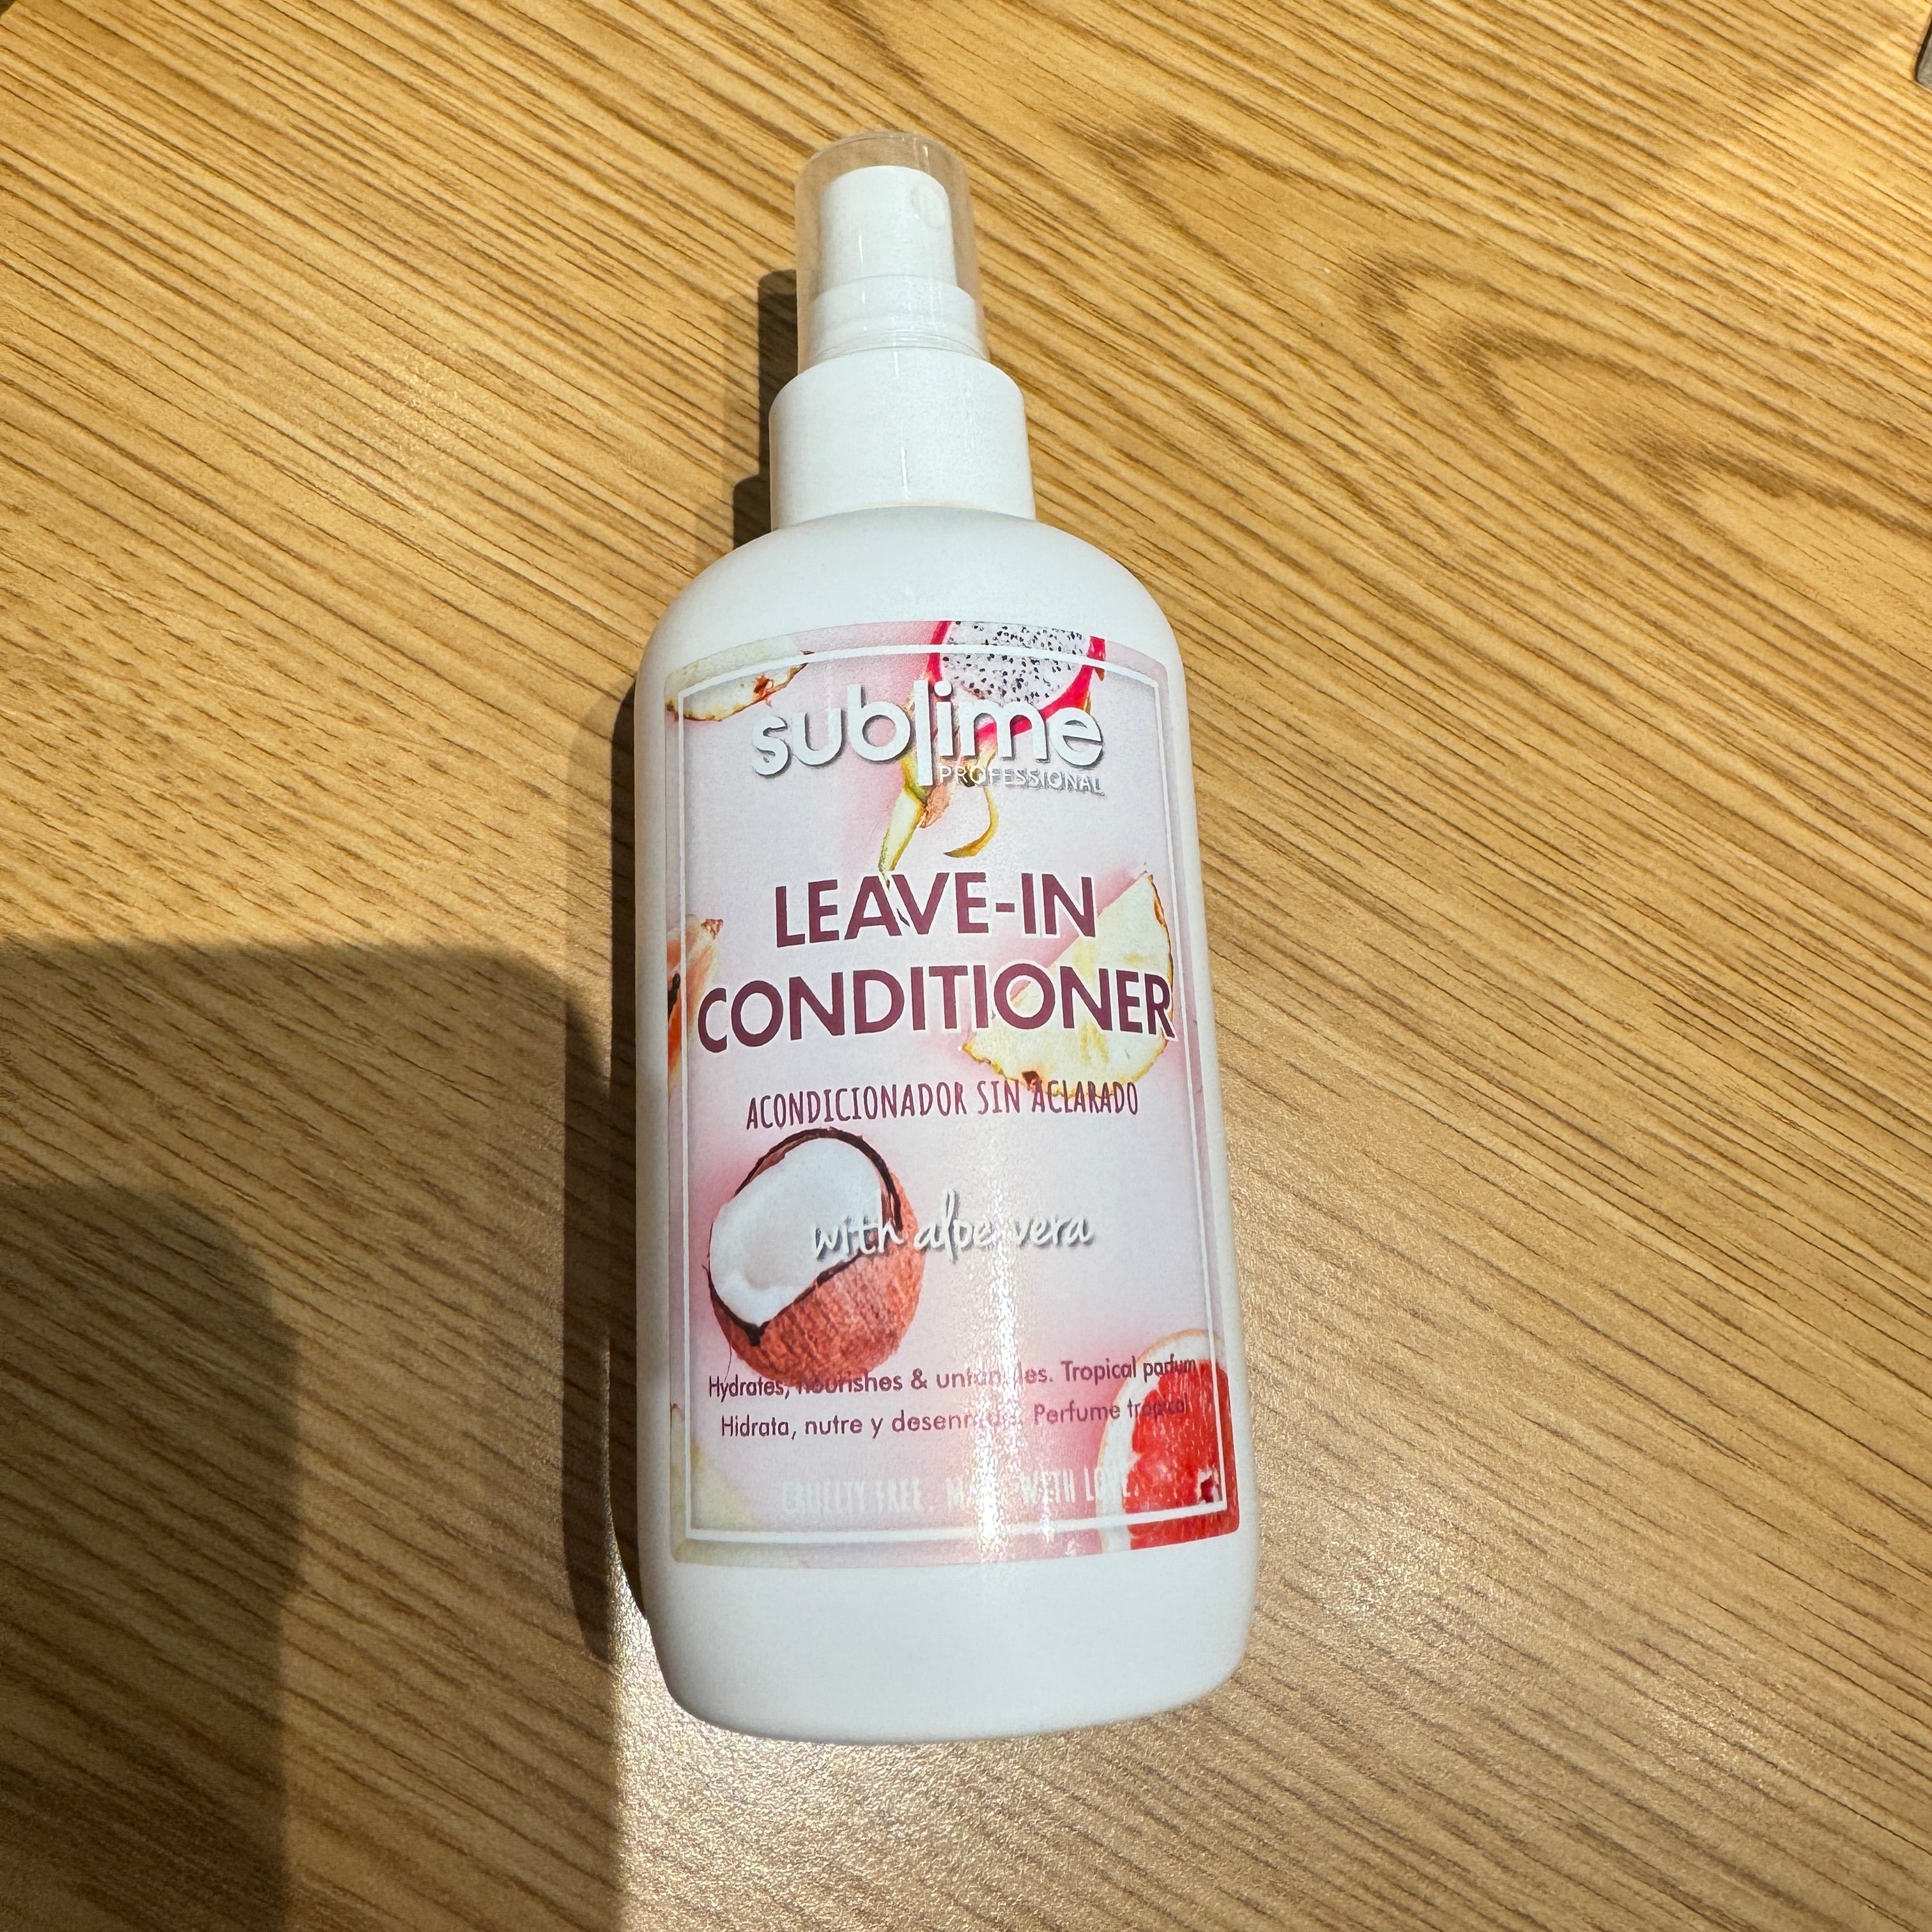 sublime
PROFESSIONAL
LEAVE-IN
CONDITIONER
ACONDICIONADOR SIN ACLARADO
with aloe vera
Hydrates, nourishes & untangles. Tropical parfum
Hidrata, nutre y desenreda. Perfume tropical
CRUELTY FREE. MADE WITH LOVE.